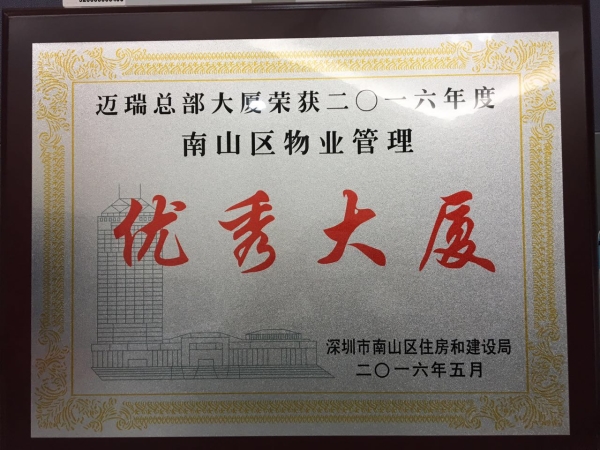 迈瑞总部大厦荣获二〇一六年度
南山区物业管理
优秀大厦
深圳市南山区住房和建设局
二〇一六年五月